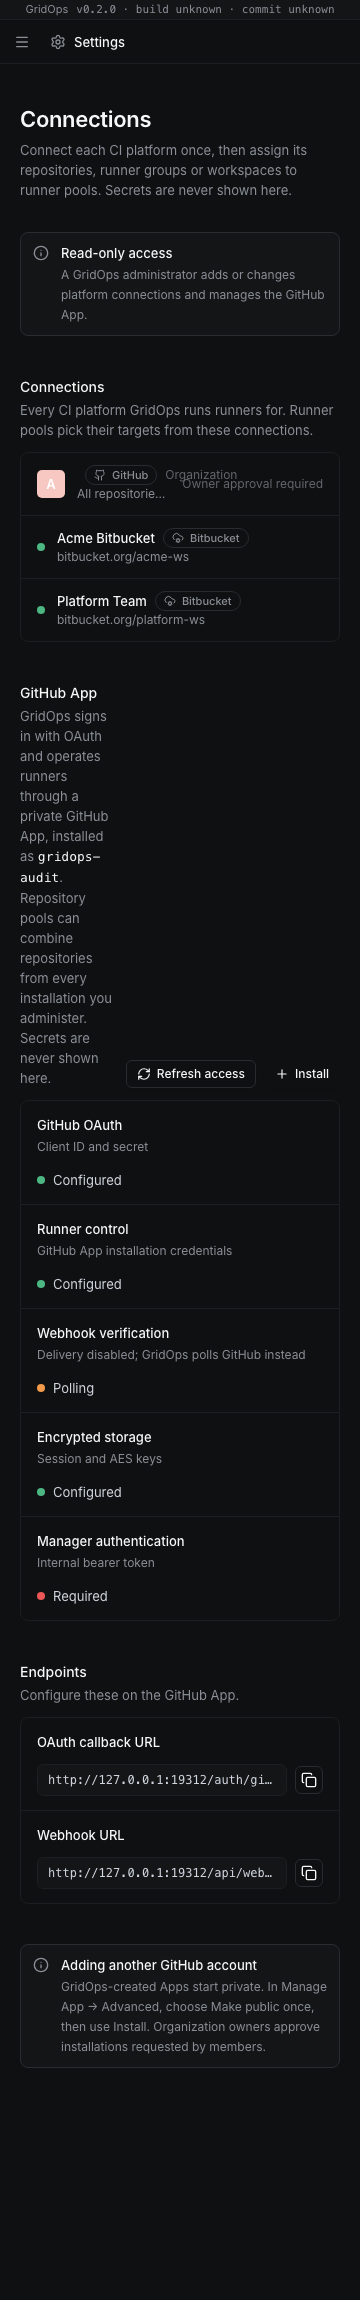 GridOps v0.2.0 · build unknown · commit unknown
Settings
Connections
Connect each CI platform once, then assign its
repositories, runner groups or workspaces to
runner pools. Secrets are never shown here.
Read-only access
A GridOps administrator adds or changes
platform connections and manages the GitHub
App.
Connections
Every CI platform GridOps runs runners for. Runner
pools pick their targets from these connections.
A
GitHub Organization
All repositorie...
Owner approval required
Acme Bitbucket Bitbucket
bitbucket.org/acme-ws
Platform Team Bitbucket
bitbucket.org/platform-ws
GitHub App
GridOps signs
in with OAuth
and operates
runners
through a
private GitHub
App, installed
as gridops-
audit.
Repository
pools can
combine
repositories
from every
installation you
administer.
Secrets are
never shown
here.
Refresh access
Install
GitHub OAuth
Client ID and secret
Configured
Runner control
GitHub App installation credentials
Configured
Webhook verification
Delivery disabled; GridOps polls GitHub instead
Polling
Encrypted storage
Session and AES keys
Configured
Manager authentication
Internal bearer token
Required
Endpoints
Configure these on the GitHub App.
OAuth callback URL
http://127.0.0.1:19312/auth/gi...
Webhook URL
http://127.0.0.1:19312/api/web...
Adding another GitHub account
GridOps-created Apps start private. In Manage
App → Advanced, choose Make public once,
then use Install. Organization owners approve
installations requested by members.